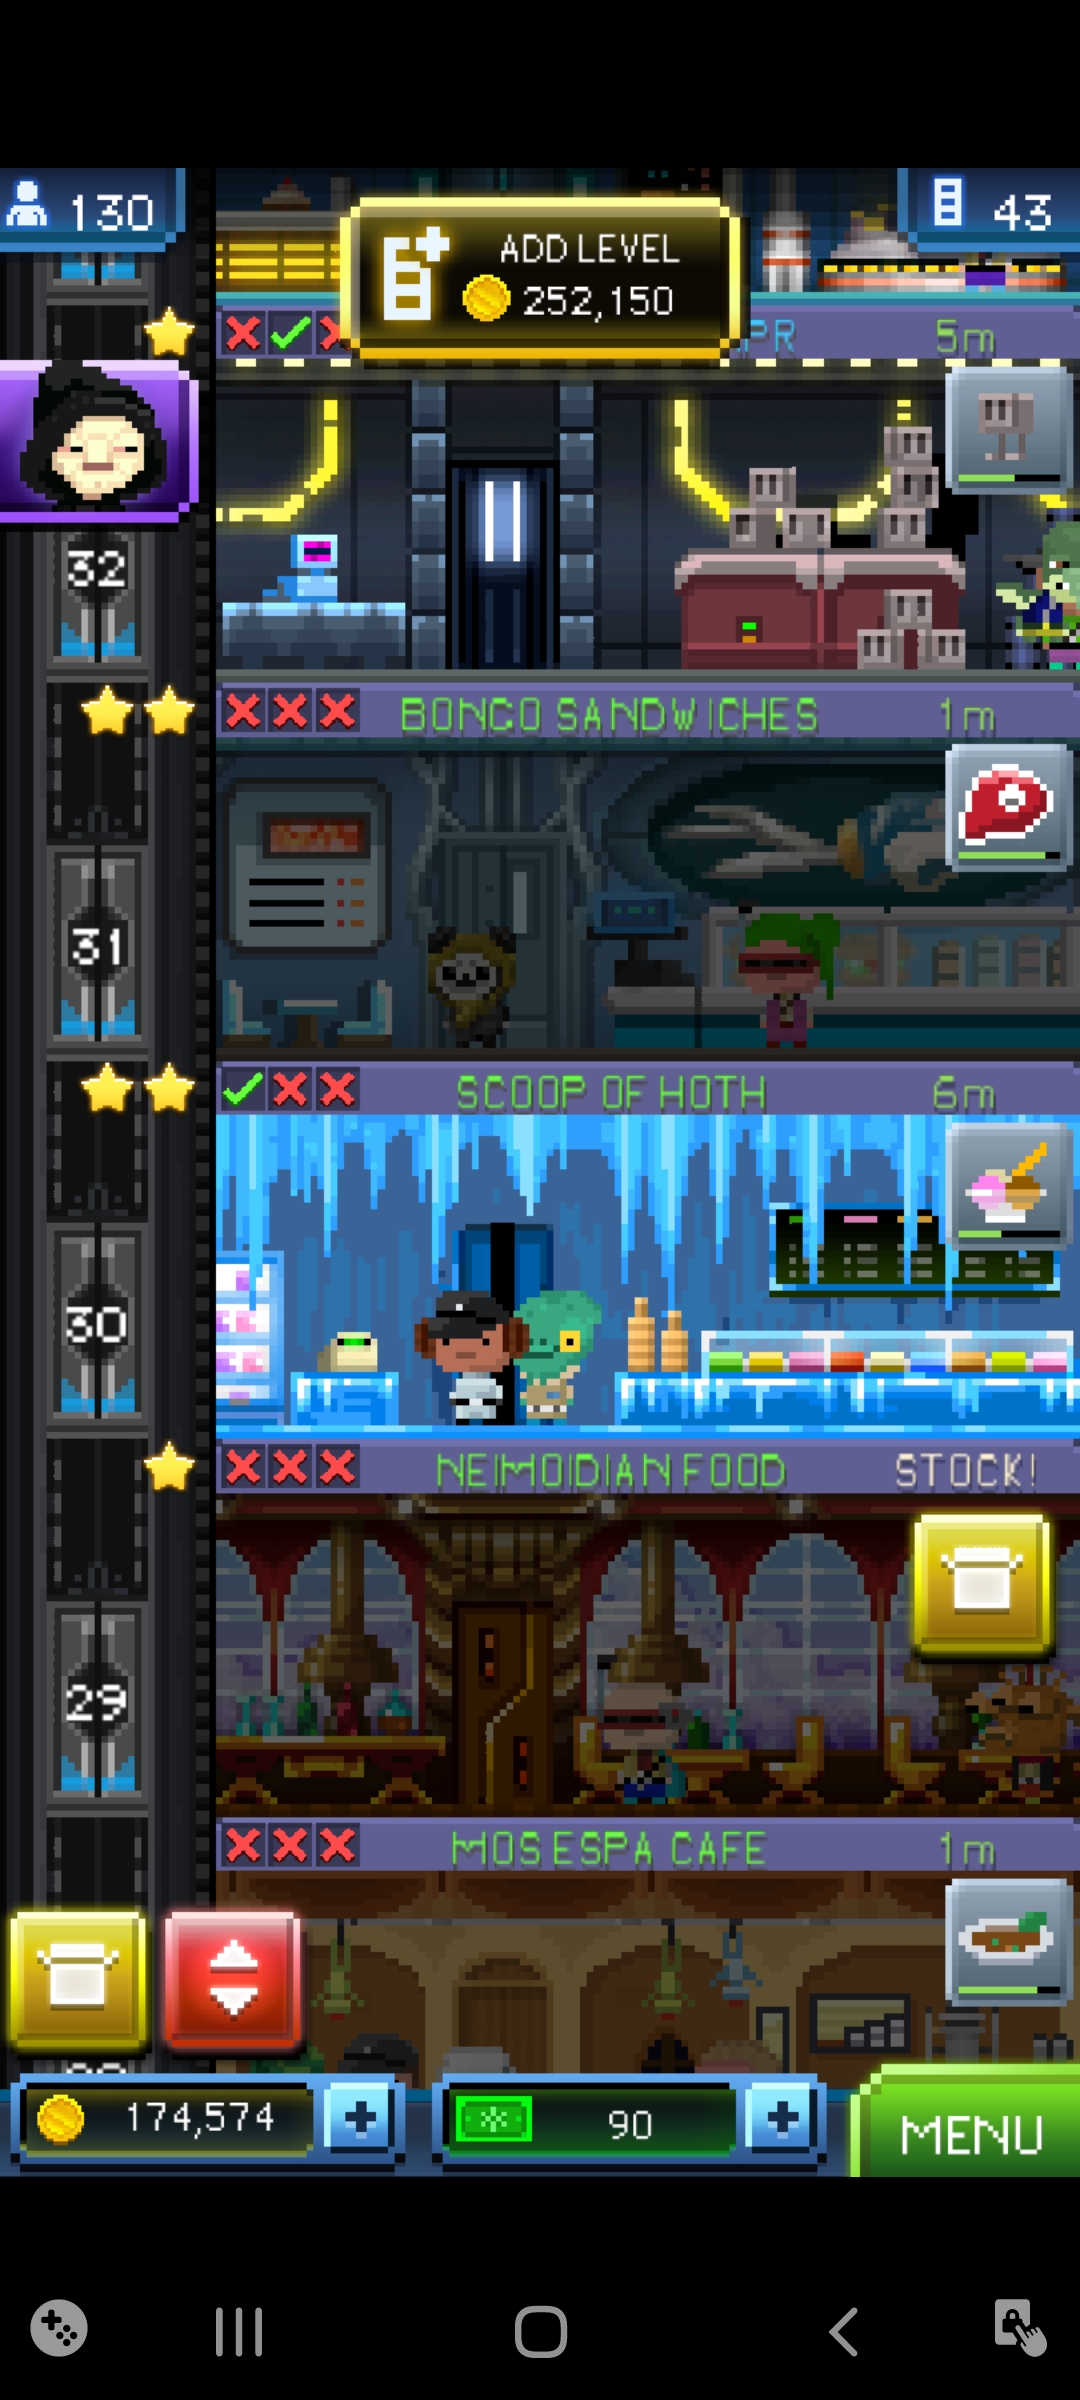 130
ADD LEVEL
252,150
43
PR
5m
32
BONGO SANDWICHES
1m
31
SCOOP OF HOTH
6m
30
NEIMOIDIAN FOOD
STOCK!
29
MOS ESPA CAFE
1m
174,574
90
MENU